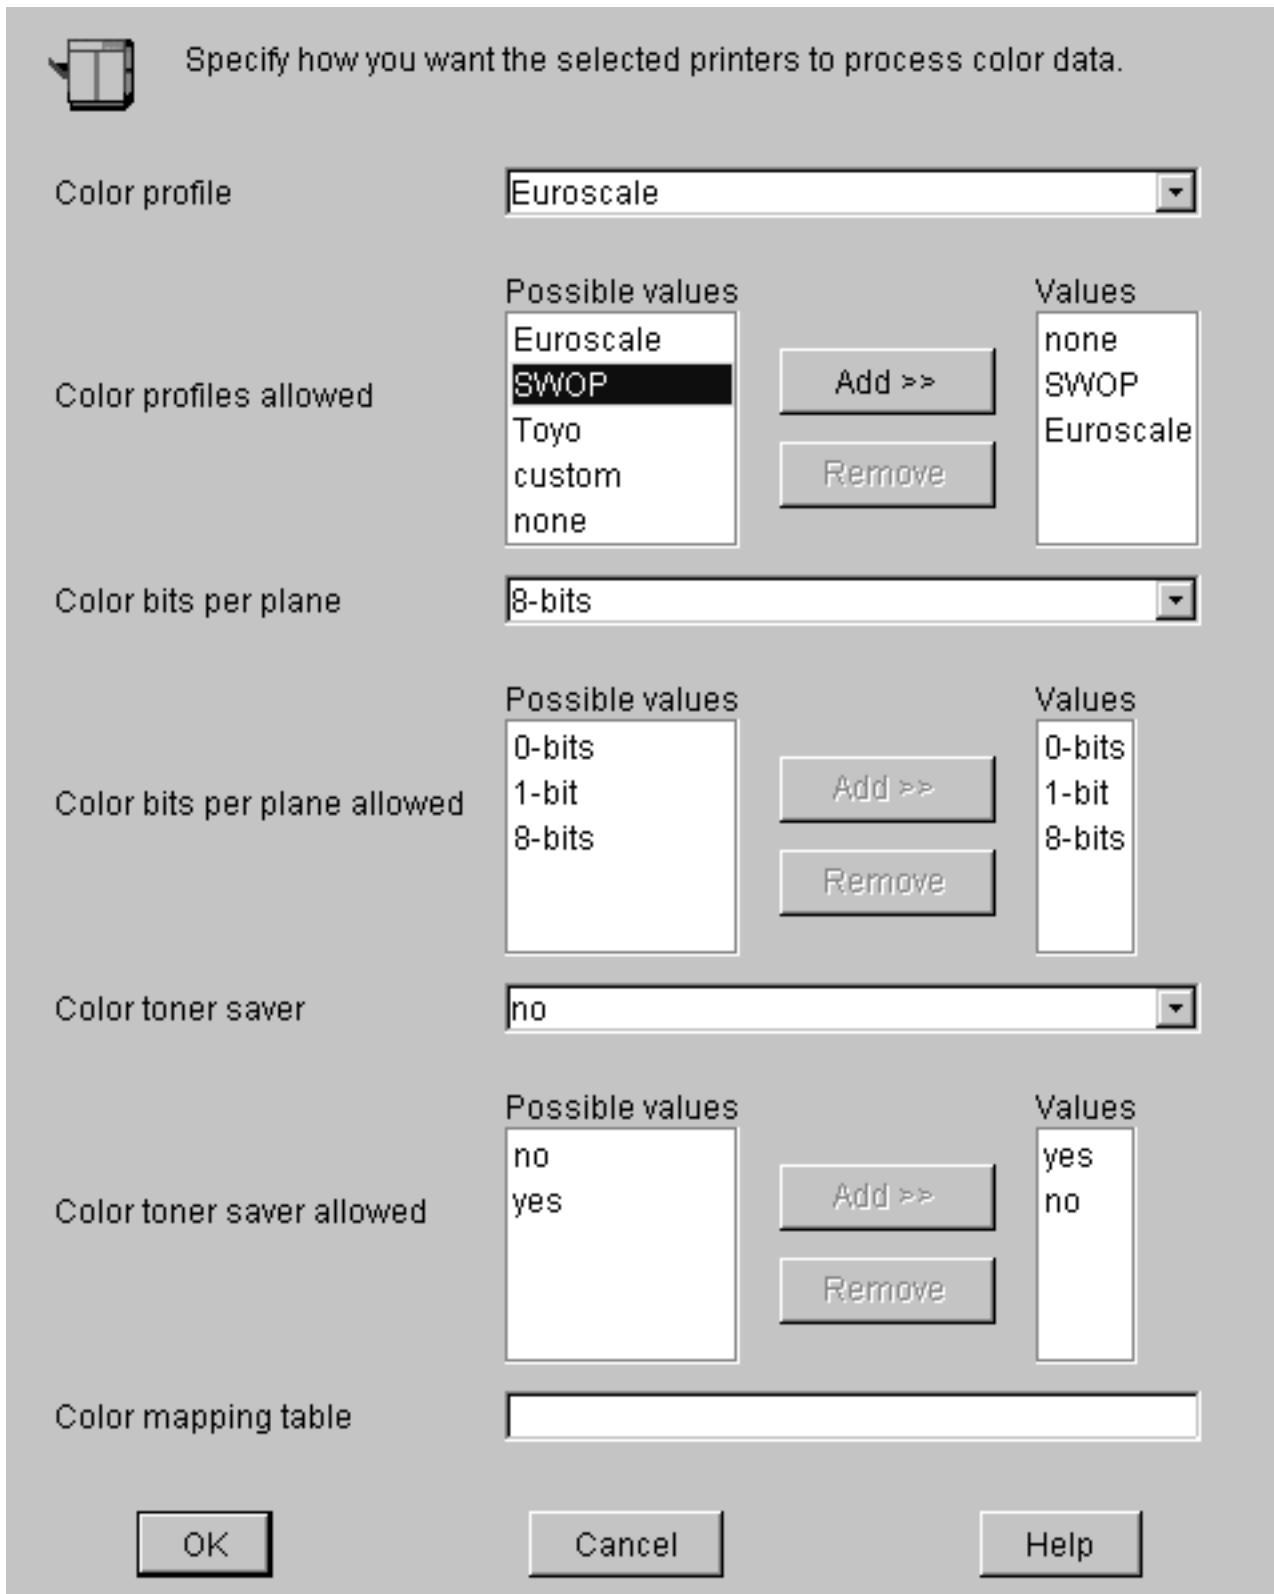 Specify how you want the selected printers to process color data.
Color profile
Euroscale
Color profiles allowed
Possible values
Euroscale
SWOP
Toyo
custom
none
Add >>
Remove
Values
none
SWOP
Euroscale
Color bits per plane
8-bits
Color bits per plane allowed
Possible values
0-bits
1-bit
8-bits
Add >>
Remove
Values
0-bits
1-bit
8-bits
Color toner saver
no
Color toner saver allowed
Possible values
no
yes
Add >>
Remove
Values
yes
no
Color mapping table
OK
Cancel
Help